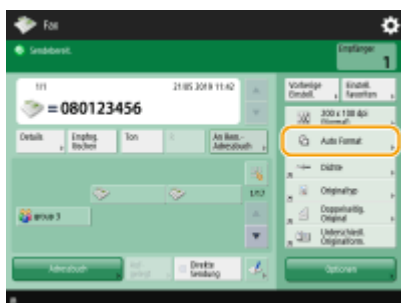 Fax
Sendebereit.
Empfänger
1
1/1
21/05 2019 11:42
=080123456
Details
Empfng. löschen
Ton
An Rem.-Adressbuch
Vorherige Einstell.
Einstell. Favoriten
200 x 100 dpi
Auto Format
Dichte
Originaltyp
Doppelseitig. Original
Unterschiedl. Originalform.
1/17
group 3
Adressbuch
Direkte Sendung
Optionen